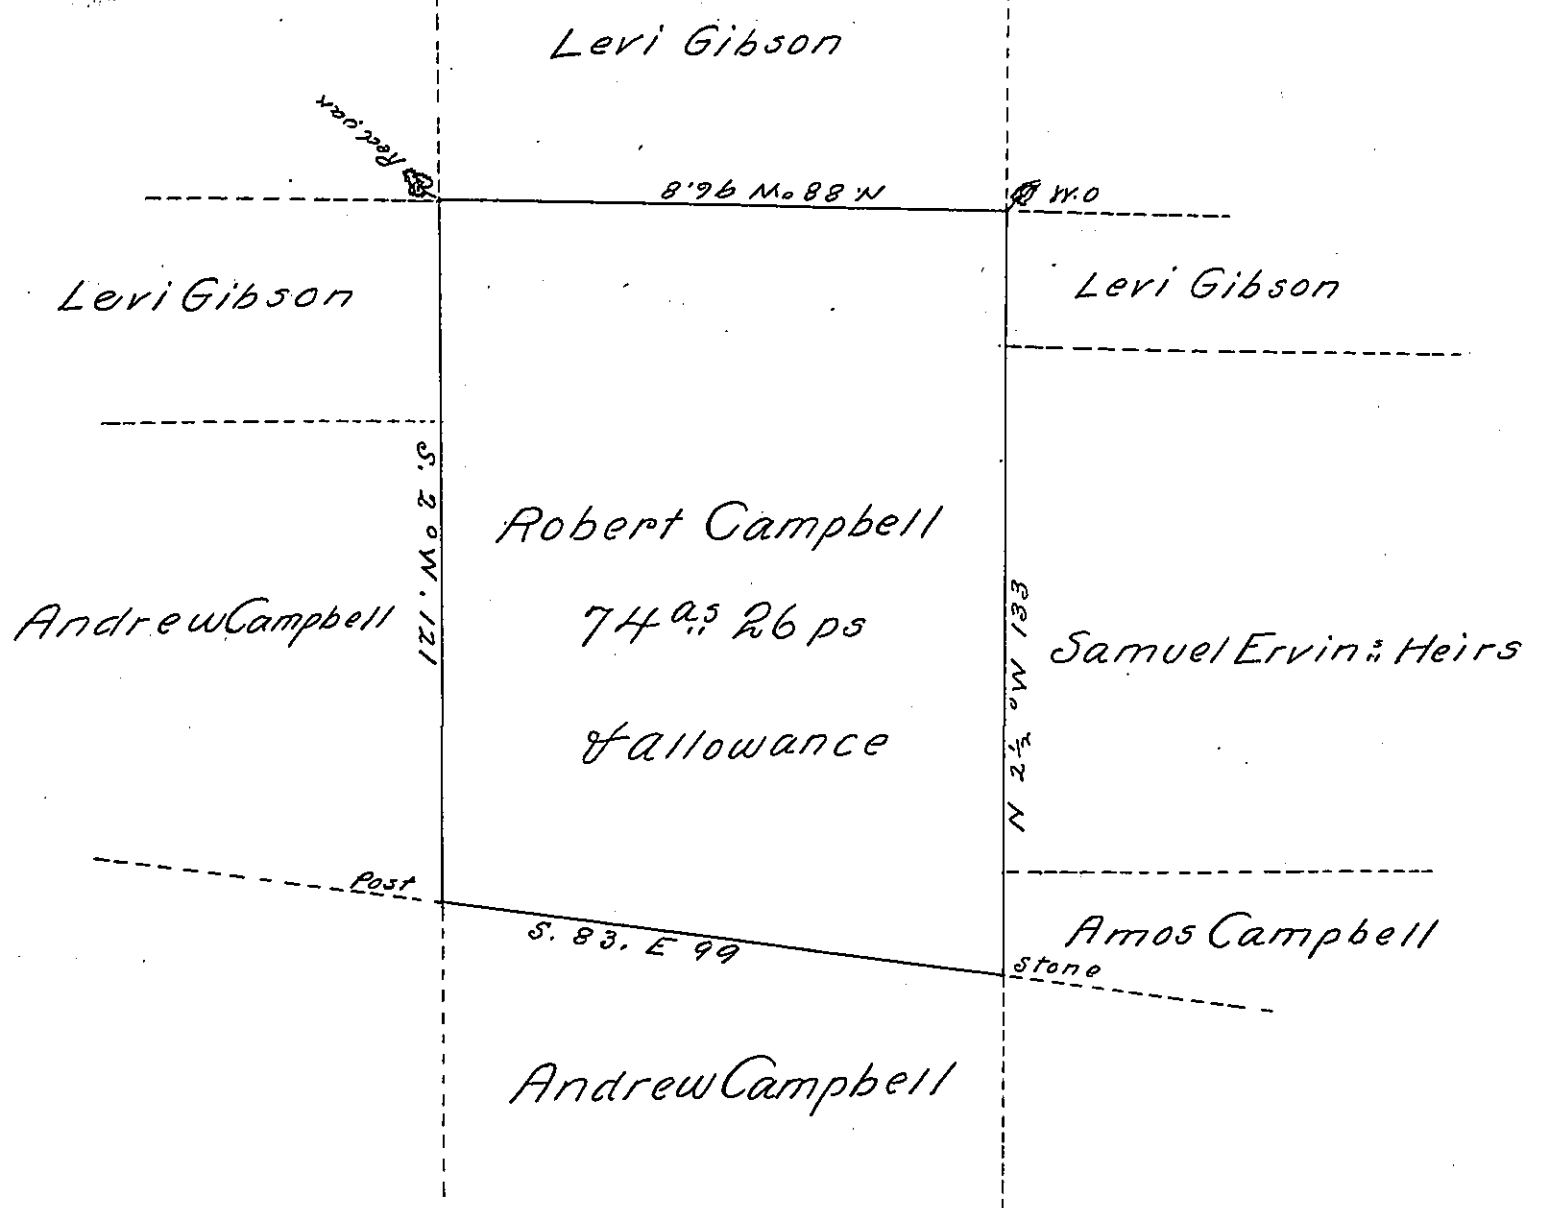 Levi Gibson
Red oak
N. 88° W 96.8
W.O
Levi Gibson
Levi Gibson
S. 2° W. 121
Robert Campbell
74 a.s 26 ps
& allowance
Andrew Campbell
N 2½ °W 133
Samuel Ervin's Heirs
Post
S. 83. E 99
Amos Campbell
Stone
Andrew Campbell